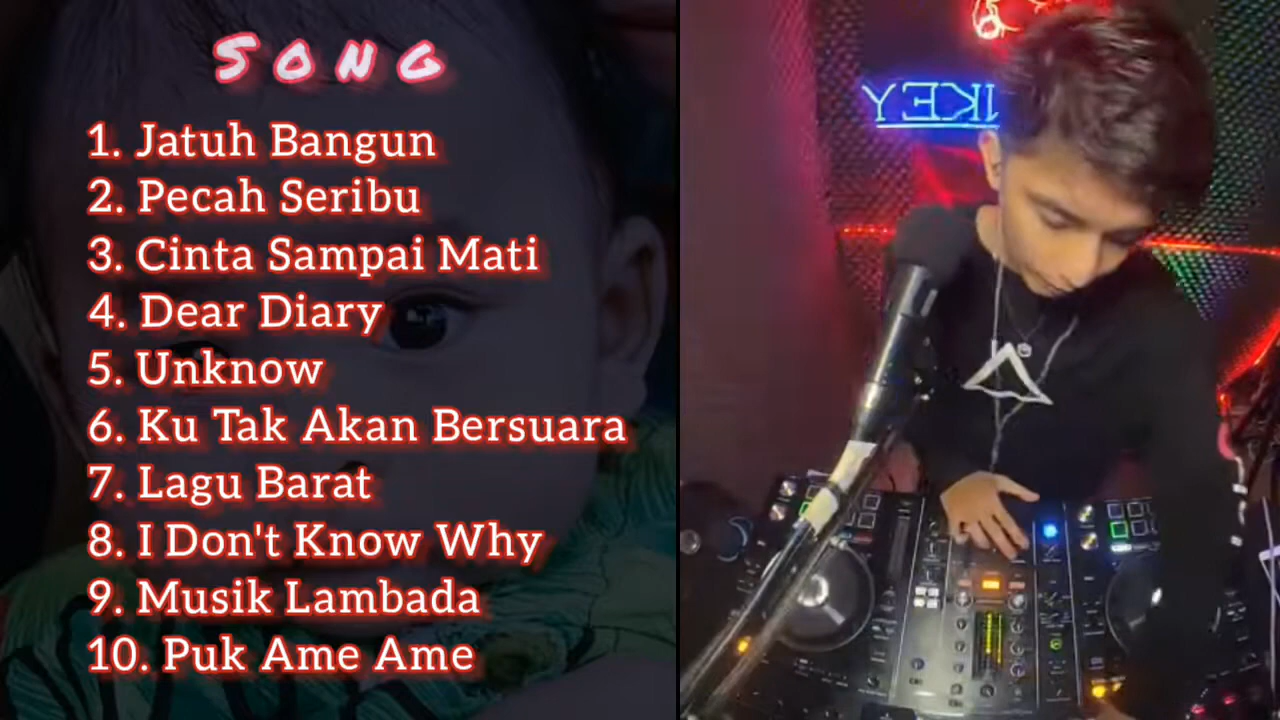 Song
1. Jatuh Bangun
2. Pecah Seribu
3. Cinta Sampai Mati
4. Dear Diary
5. Unknow
6. Ku Tak Akan Bersuara
7. Lagu Barat
8. I Don't Know Why
9. Musik Lambada
10. Puk Ame Ame